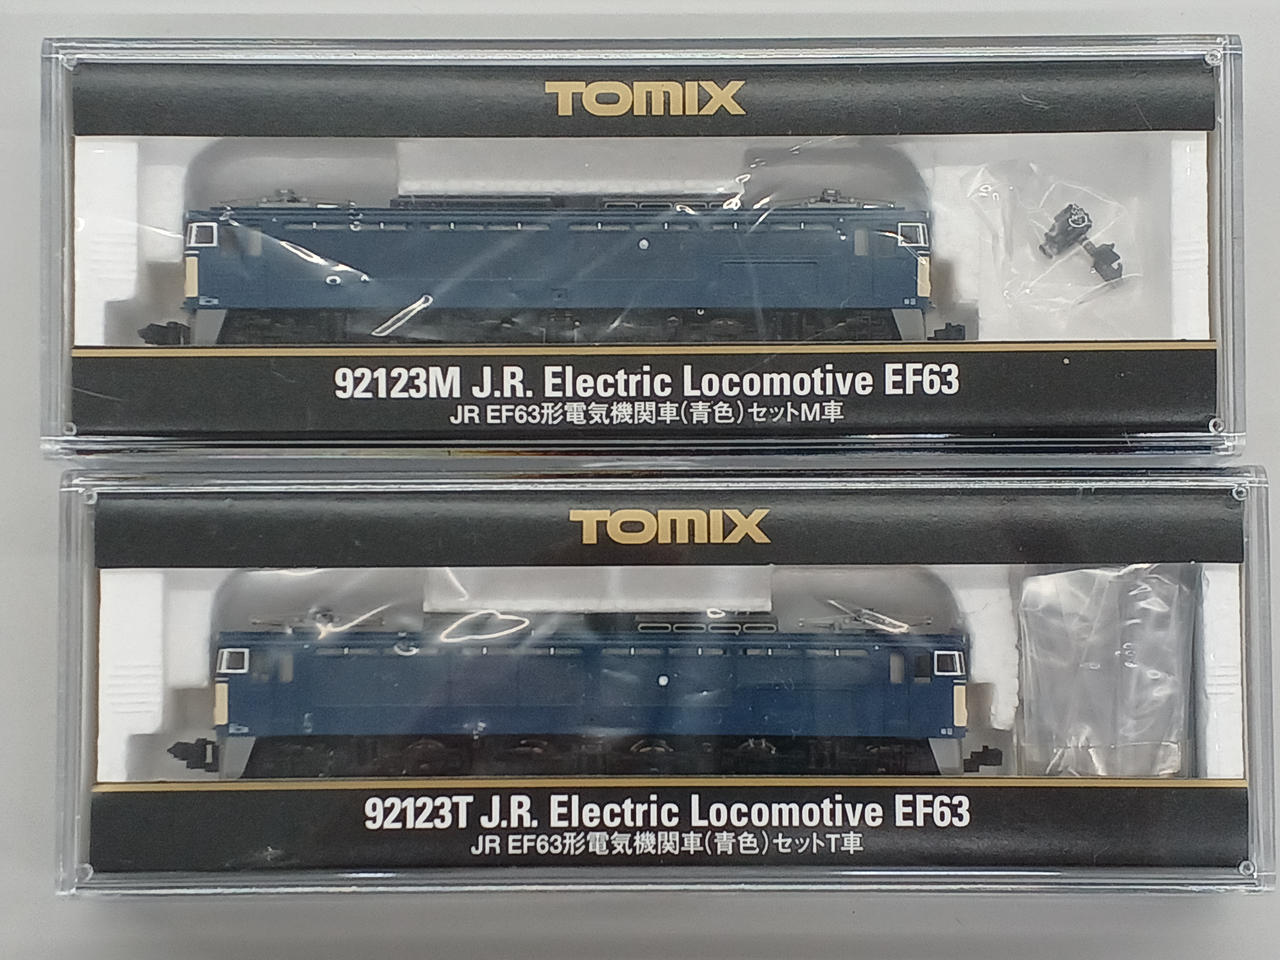 TOMIX
92123M J.R. Electric Locomotive EF63
JR EF63形電気機関車(青色)セットM車
TOMIX
92123T J.R. Electric Locomotive EF63
JR EF63形電気機関車(青色)セットT車